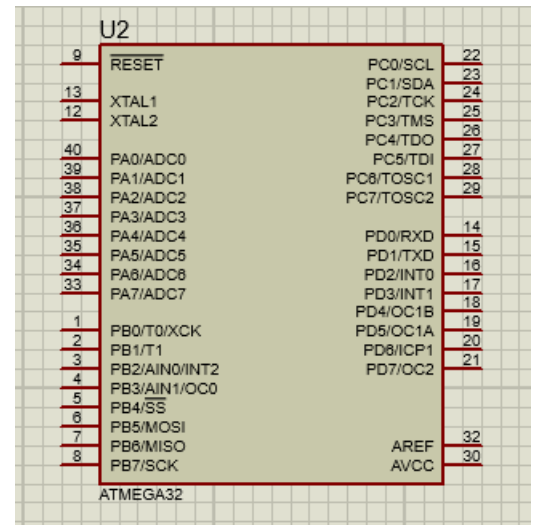 U2
9 RESET
13 XTAL1
12 XTAL2
40 PA0/ADC0
39 PA1/ADC1
38 PA2/ADC2
37 PA3/ADC3
36 PA4/ADC4
35 PA5/ADC5
34 PA6/ADC6
33 PA7/ADC7
1 PB0/T0/XCK
2 PB1/T1
3 PB2/AIN0/INT2
4 PB3/AIN1/OC0
5 PB4/SS
6 PB5/MOSI
7 PB6/MISO
8 PB7/SCK
PC0/SCL 22
PC1/SDA 23
PC2/TCK 24
PC3/TMS 25
PC4/TDO 26
PC5/TDI 27
PC6/TOSC1 28
PC7/TOSC2 29
PD0/RXD 14
PD1/TXD 15
PD2/INT0 16
PD3/INT1 17
PD4/OC1B 18
PD5/OC1A 19
PD6/ICP1 20
PD7/OC2 21
AREF 32
AVCC 30
ATMEGA32